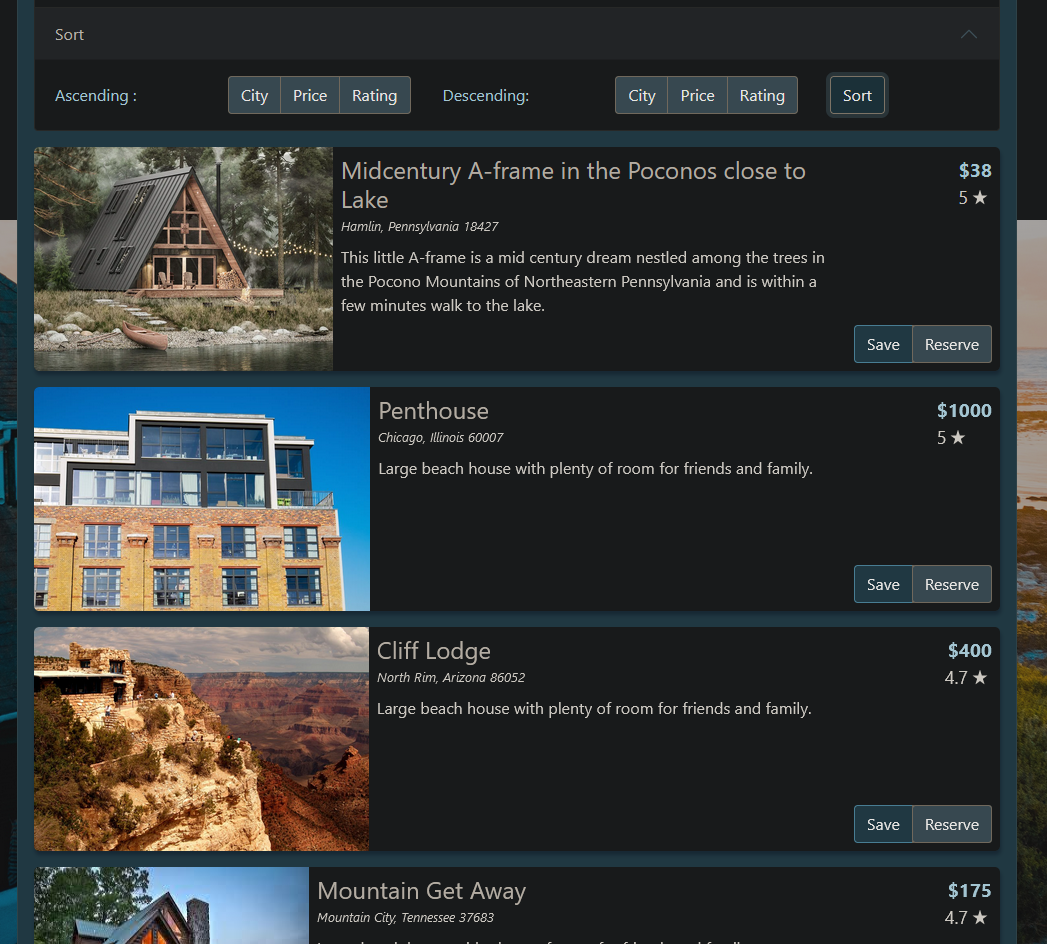 Sort
Ascending : City Price Rating Descending: City Price Rating Sort
Midcentury A-frame in the Poconos close to
Lake
$38
5 ★
Hamlin, Pennsylvania 18427
This little A-frame is a mid century dream nestled among the trees in
the Pocono Mountains of Northeastern Pennsylvania and is within a
few minutes walk to the lake.
Save Reserve
Penthouse
$1000
5 ★
Chicago, Illinois 60007
Large beach house with plenty of room for friends and family.
Save Reserve
Cliff Lodge
$400
4.7 ★
North Rim, Arizona 86052
Large beach house with plenty of room for friends and family.
Save Reserve
Mountain Get Away
$175
4.7 ★
Mountain City, Tennessee 37683